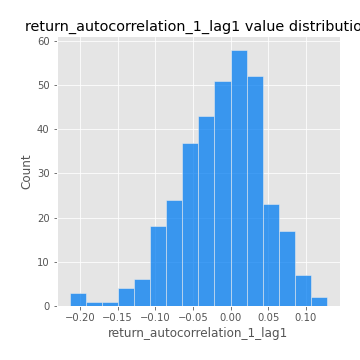 return_autocorrelation_1_lag1 value distributio
60
50
40
30
20
10
0
Count
−0.20 −0.15 −0.10 −0.05 0.00 0.05 0.10
return_autocorrelation_1_lag1